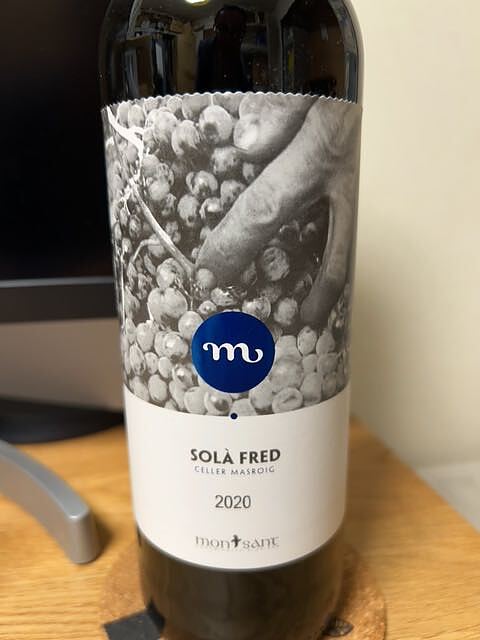 m
SOLÀ FRED
CELLER MASROIG
2020
montsant